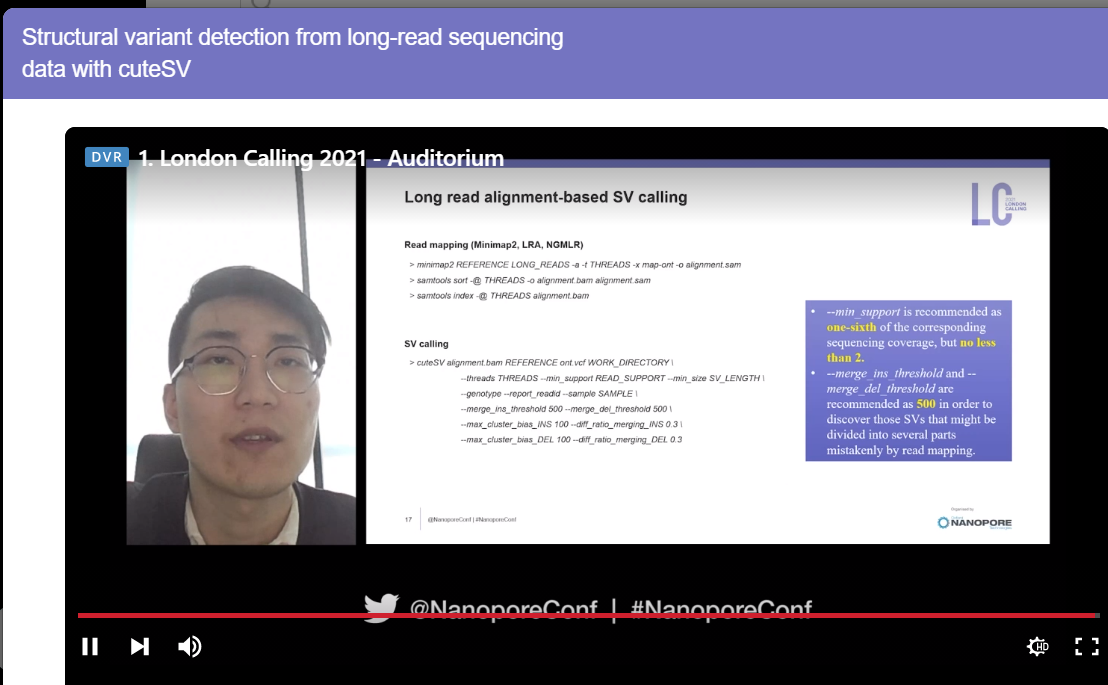 Structural variant detection from long-read sequencing
data with cuteSV
DVR 1. London Calling 2021 - Auditorium
Long read alignment-based SV calling
LC
LONDON
CALLING
Read mapping (Minimap2, LRA, NGMLR)
> minimap2 REFERENCE LONG_READS -a -t THREADS -x map-ont -o alignment.sam
> samtools sort -@ THREADS -o alignment.bam alignment.sam
> samtools index -@ THREADS alignment.bam
SV calling
> cuteSV alignment.bam REFERENCE ont.vcf WORK_DIRECTORY \
--threads THREADS --min_support READ_SUPPORT --min_size SV_LENGTH \
--genotype --report_readid --sample SAMPLE \
--merge_ins_threshold 500 --merge_del_threshold 500 \
--max_cluster_bias_INS 100 --diff_ratio_merging_INS 0.3 \
--max_cluster_bias_DEL 100 --diff_ratio_merging_DEL 0.3
• --min_support is recommended as
one-sixth of the corresponding
sequencing coverage, but no less
than 2.
• --merge_ins_threshold and --
merge_del_threshold are
recommended as 500 in order to
discover those SVs that might be
divided into several parts
mistakenly by read mapping.
17 @NanoporeConf | #NanoporeConf
Organised by
NANOPORE
@NanoporeConf | #NanoporeConf
HD